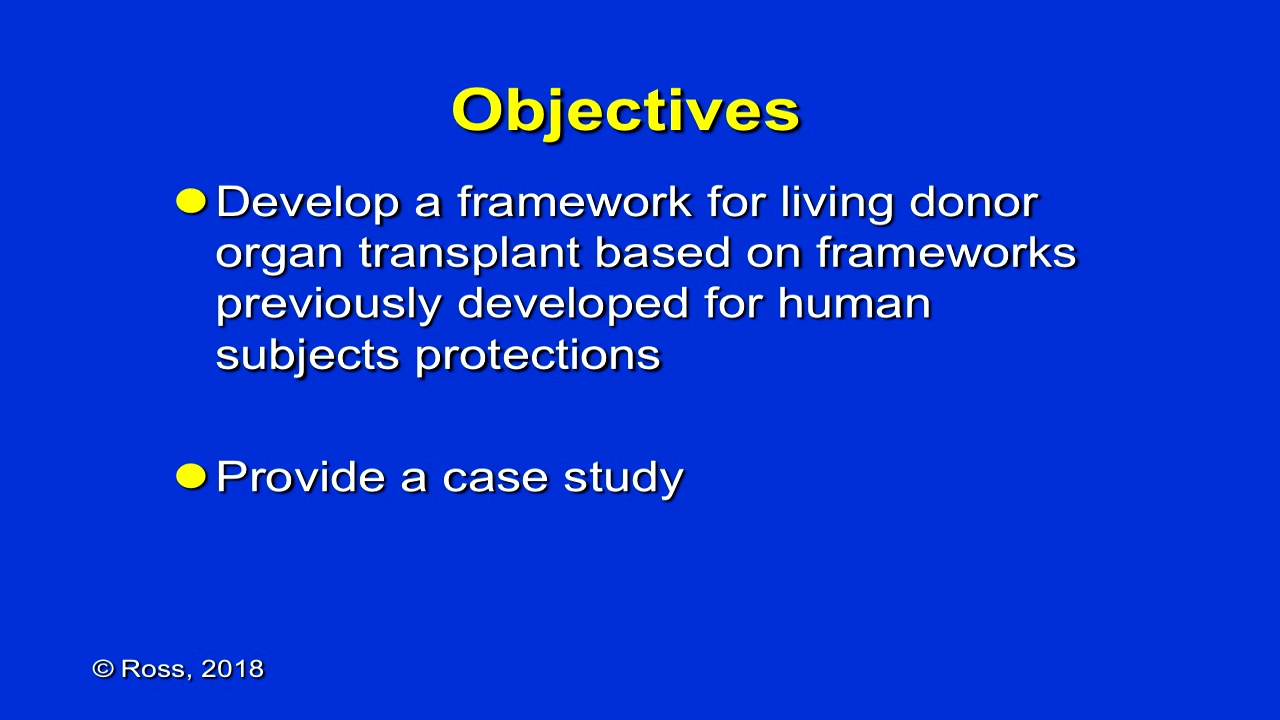 Objectives
Develop a framework for living donor
organ transplant based on frameworks
previously developed for human
subjects protections
Provide a case study
© Ross, 2018